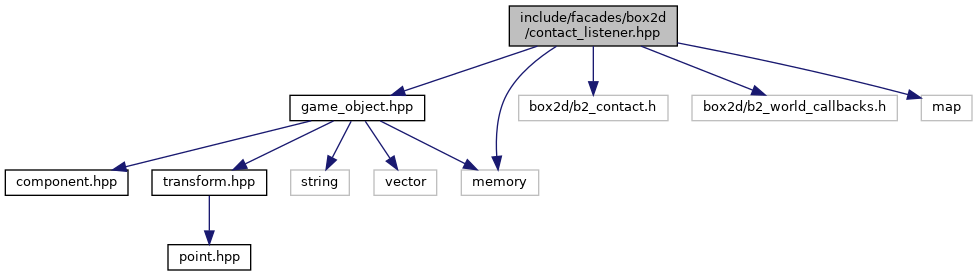 include/facades/box2d
/contact_listener.hpp
game_object.hpp
box2d/b2_contact.h
box2d/b2_world_callbacks.h
map
component.hpp
transform.hpp
string
vector
memory
point.hpp